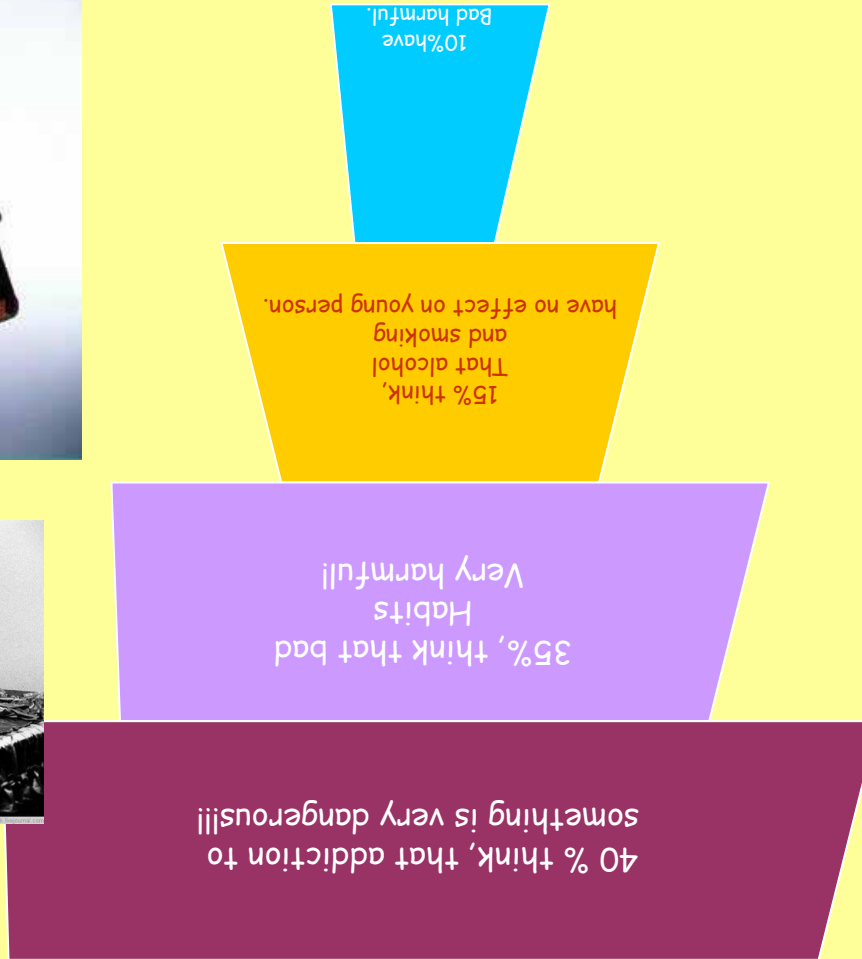 40 % think, that addiction to
something is very dangerous!!!
35%, think that bad
Habits
Very harmful!
15% think,
That alcohol
and smoking
have no effect on young person.
10%have
Bad harmful.